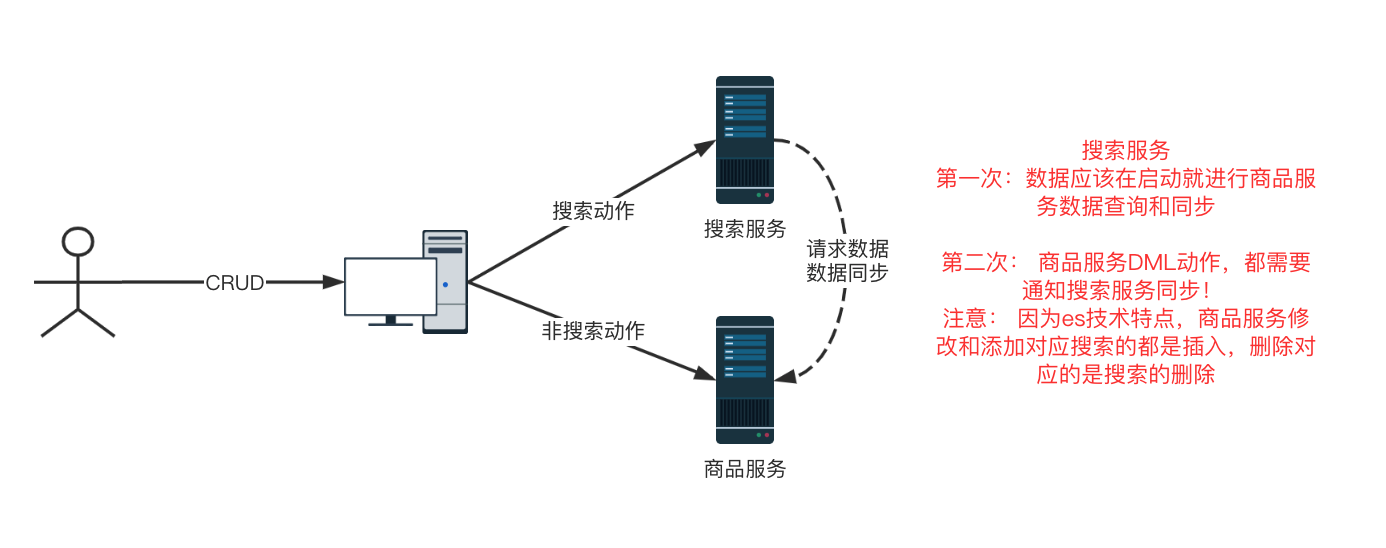 搜索服务
第一次：数据应该在启动就进行商品服
务数据查询和同步
第二次： 商品服务DML动作，都需要
通知搜索服务同步！
注意： 因为es技术特点，商品服务修
改和添加对应搜索的都是插入，删除对
应的是搜索的删除
搜索动作
搜索服务
请求数据
数据同步
CRUD
非搜索动作
商品服务